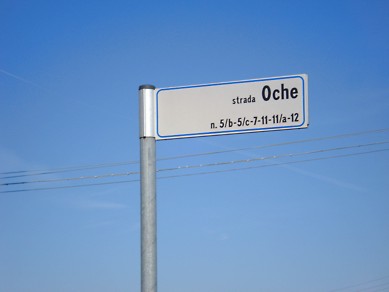 strada Oche
n. 5/b-5/c-7-11-11/a-12